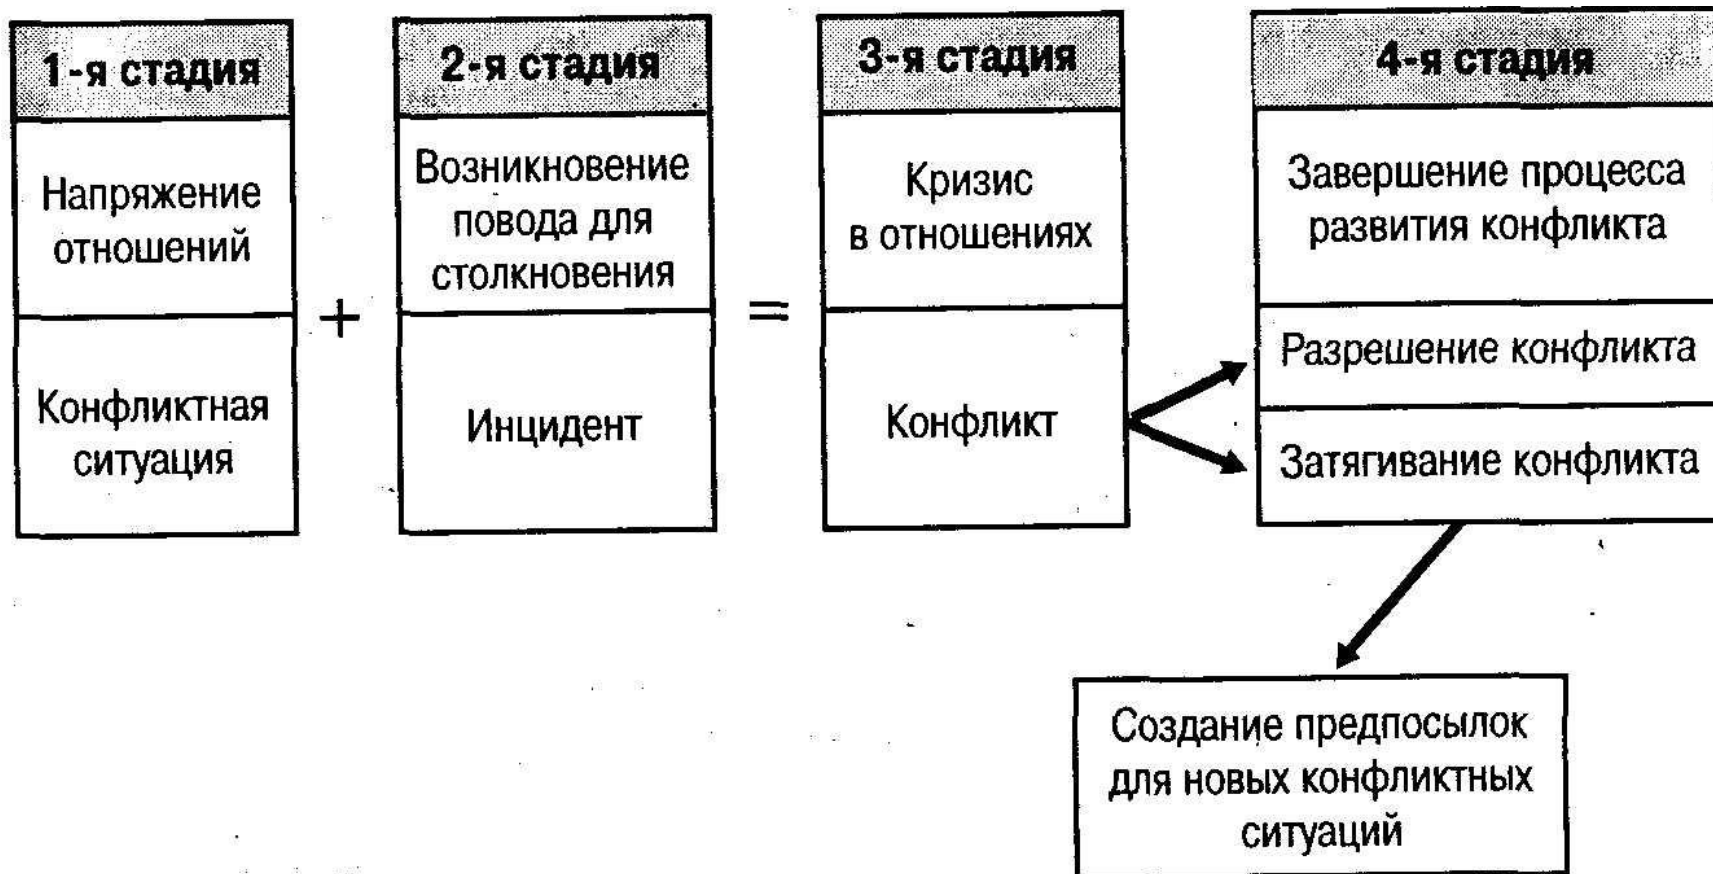 1-я стадия
Напряжение
отношений
Конфликтная
ситуация
+
2-я стадия
Возникновение
повода для
столкновения
Инцидент
=
3-я стадия
Кризис
в отношениях
Конфликт
4-я стадия
Завершение процесса
развития конфликта
Разрешение конфликта
Затягивание конфликта
Создание предпосылок
для новых конфликтных
ситуаций